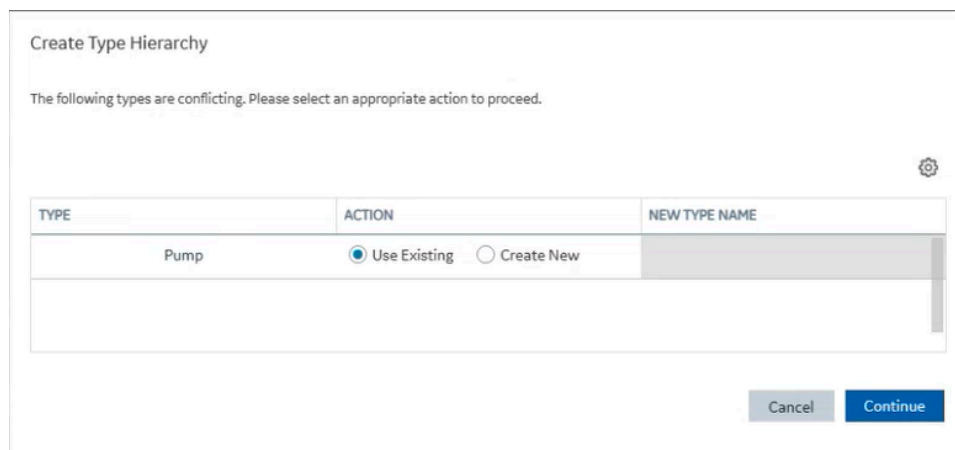 Create Type Hierarchy
The following types are conflicting. Please select an appropriate action to proceed.
TYPE ACTION NEW TYPE NAME
Pump Use Existing Create New
Cancel Continue